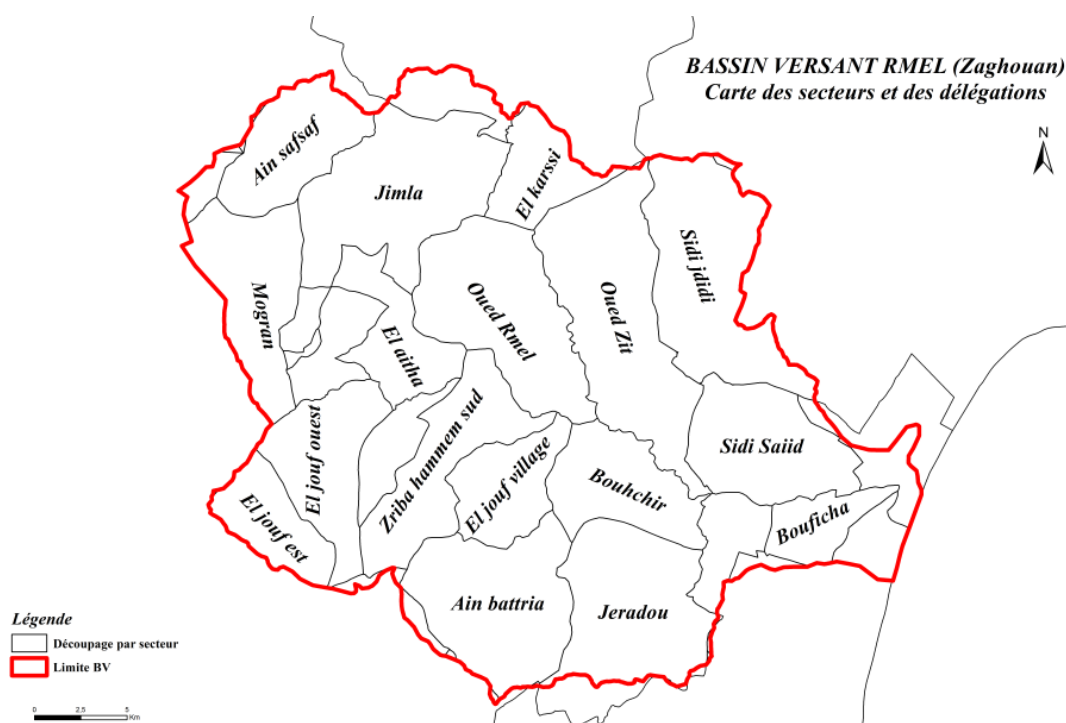 BASSIN VERSANT RMEL (Zaghouan)
Carte des secteurs et des délégations
N
Ain safsaf
Jimla
El karssi
Sidi jdidi
Mogran
Oued Rmel
Oued Zit
El aitha
El jouf ouest
Zriba hammem sud
El jouf village
Sidi Saiid
Bouhchir
El jouf est
Bouficha
Ain battria
Jeradou
Légende
Découpage par secteur
Limite BV
0 2,5 5
Km